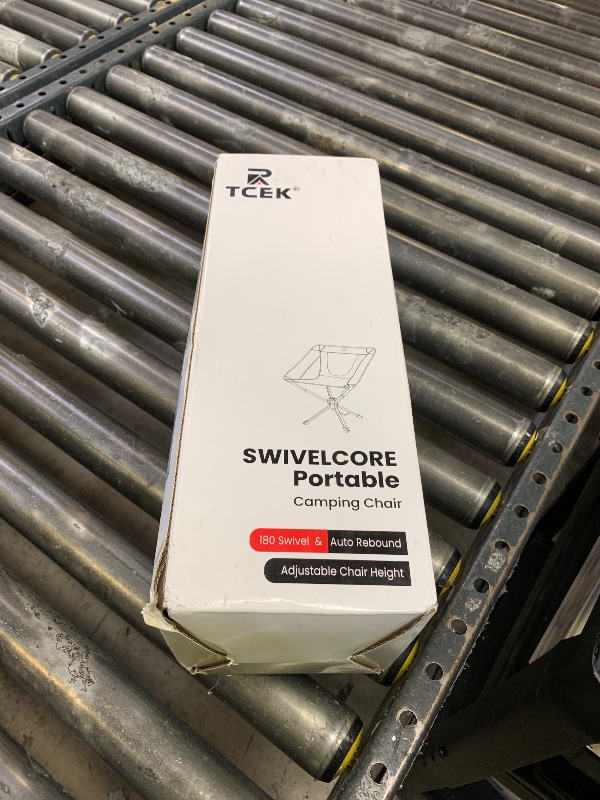 TCEK®
SWIVELCORE
Portable
Camping Chair
180 Swivel & Auto Rebound
Adjustable Chair Height